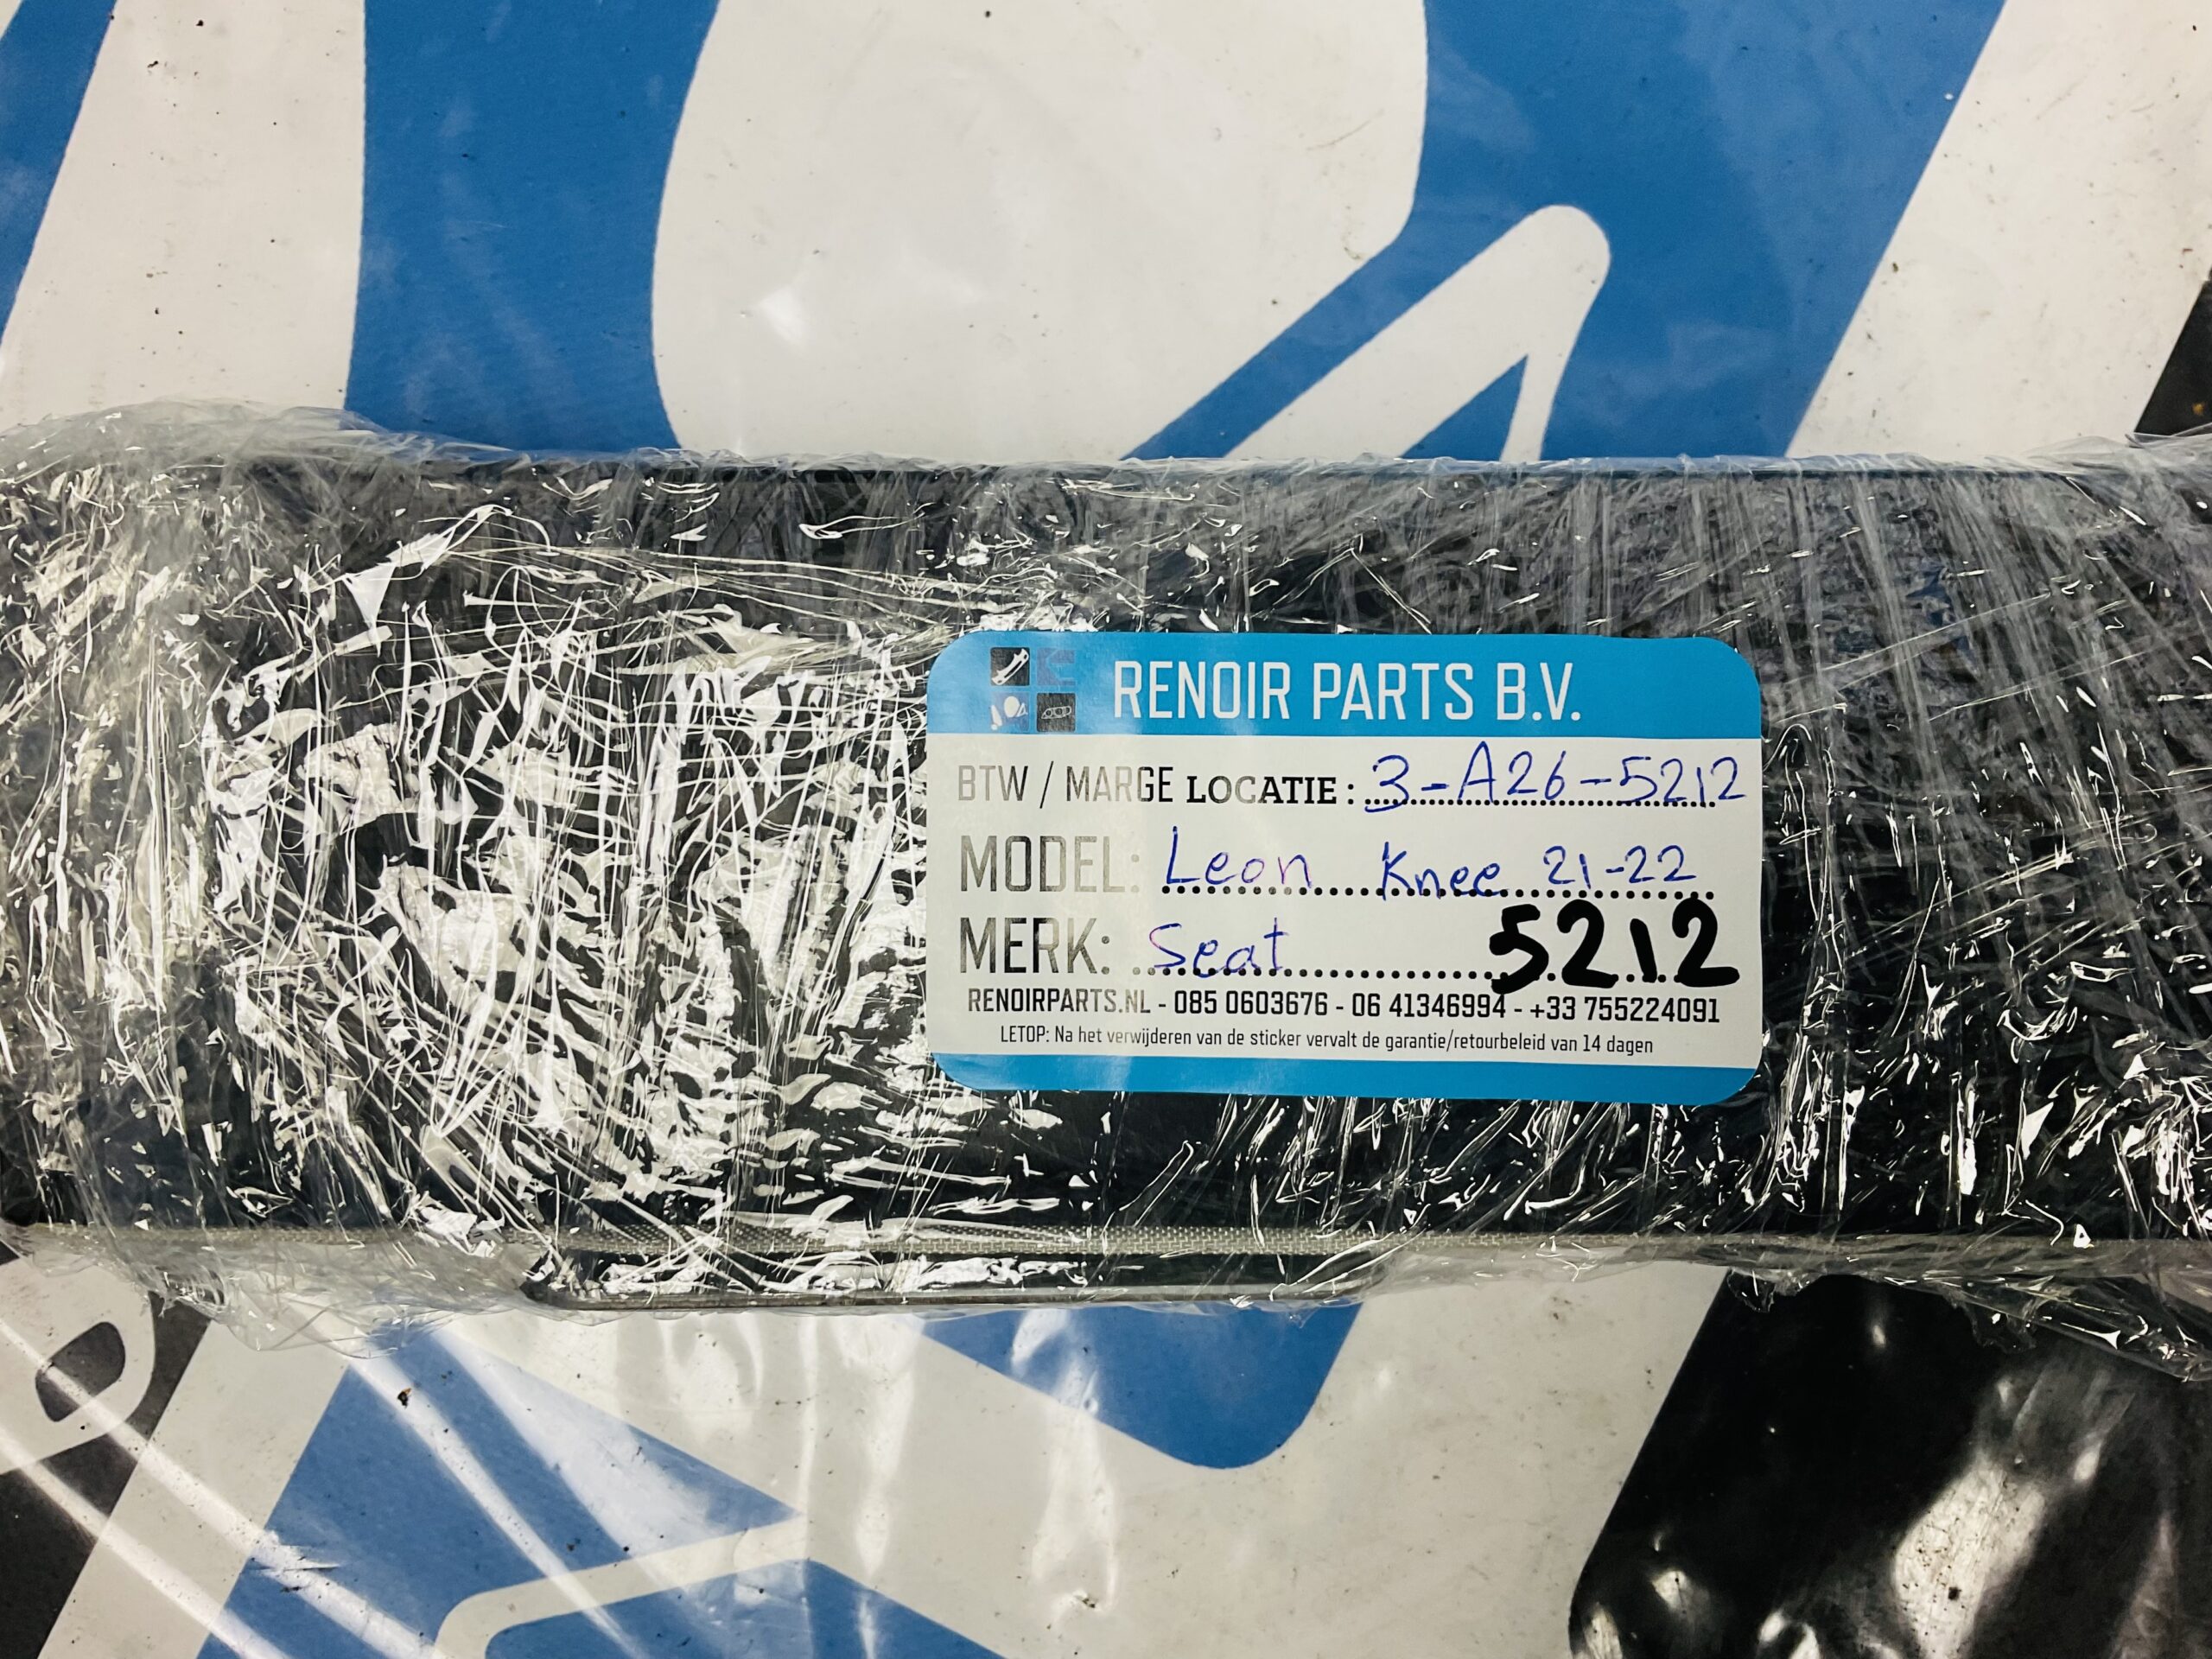 RENOIR PARTS B.V.
BTW / MARGE LOCATIE: 3-A26-5212
MODEL: Leon Knee 21-22
MERK: Seat 5212
RENOIRPARTS.NL - 085 0603676 - 06 41346994 - +33 755224091
LETOP: Na het verwijderen van de sticker vervalt de garantie/retourbeleid van 14 dagen